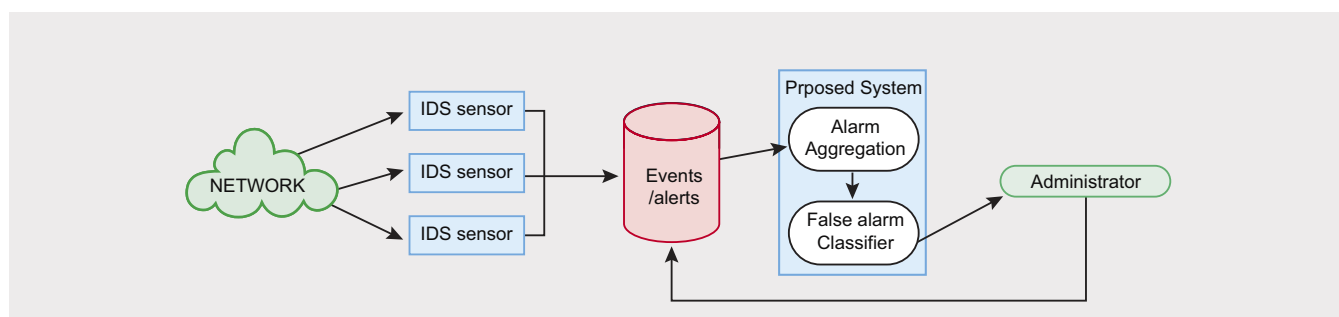 NETWORK
IDS sensor
IDS sensor
IDS sensor
Events
/alerts
Prposed System
Alarm
Aggregation
False alarm
Classifier
Administrator